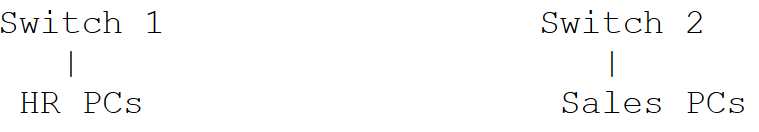 Switch 1 Switch 2
| |
HR PCs Sales PCs